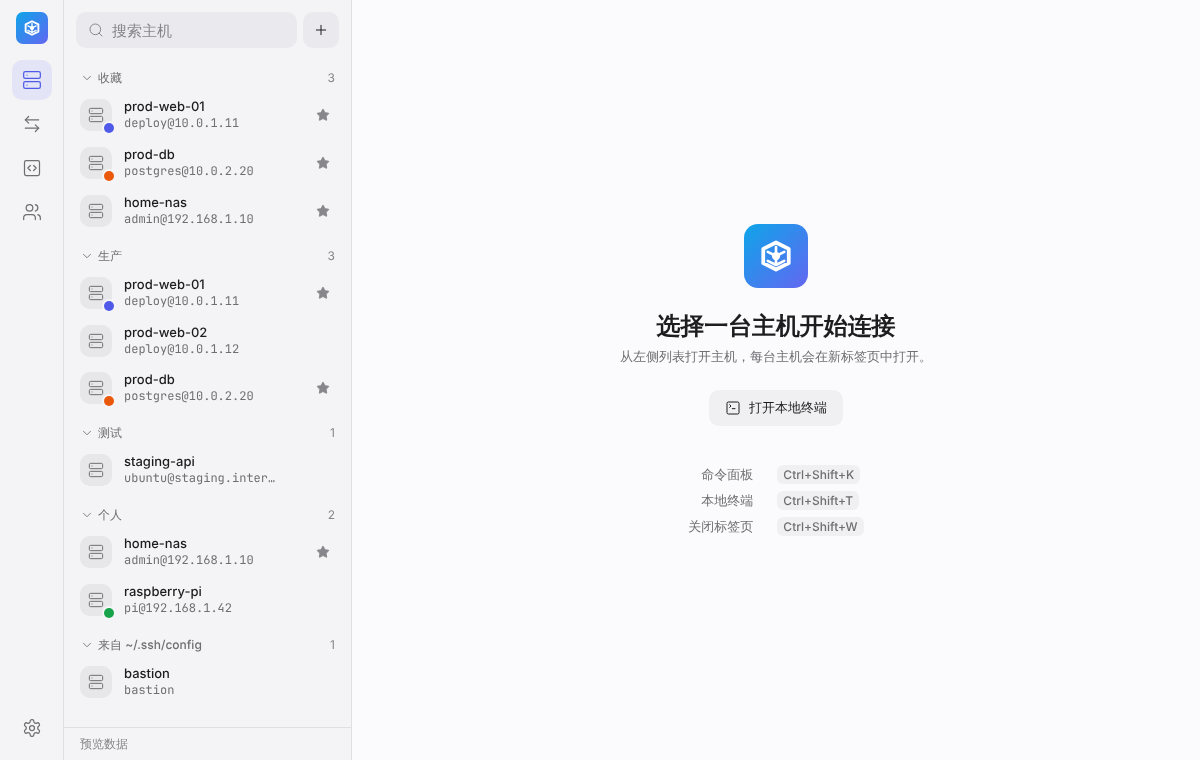 搜索主机
收藏 3
prod-web-01
deploy@10.0.1.11
prod-db
postgres@10.0.2.20
home-nas
admin@192.168.1.10
生产 3
prod-web-01
deploy@10.0.1.11
prod-web-02
deploy@10.0.1.12
prod-db
postgres@10.0.2.20
测试 1
staging-api
ubuntu@staging.inter…
个人 2
home-nas
admin@192.168.1.10
raspberry-pi
pi@192.168.1.42
来自 ~/.ssh/config 1
bastion
bastion
预览数据
选择一台主机开始连接
从左侧列表打开主机，每台主机会在新标签页中打开。
打开本地终端
命令面板 Ctrl+Shift+K
本地终端 Ctrl+Shift+T
关闭标签页 Ctrl+Shift+W